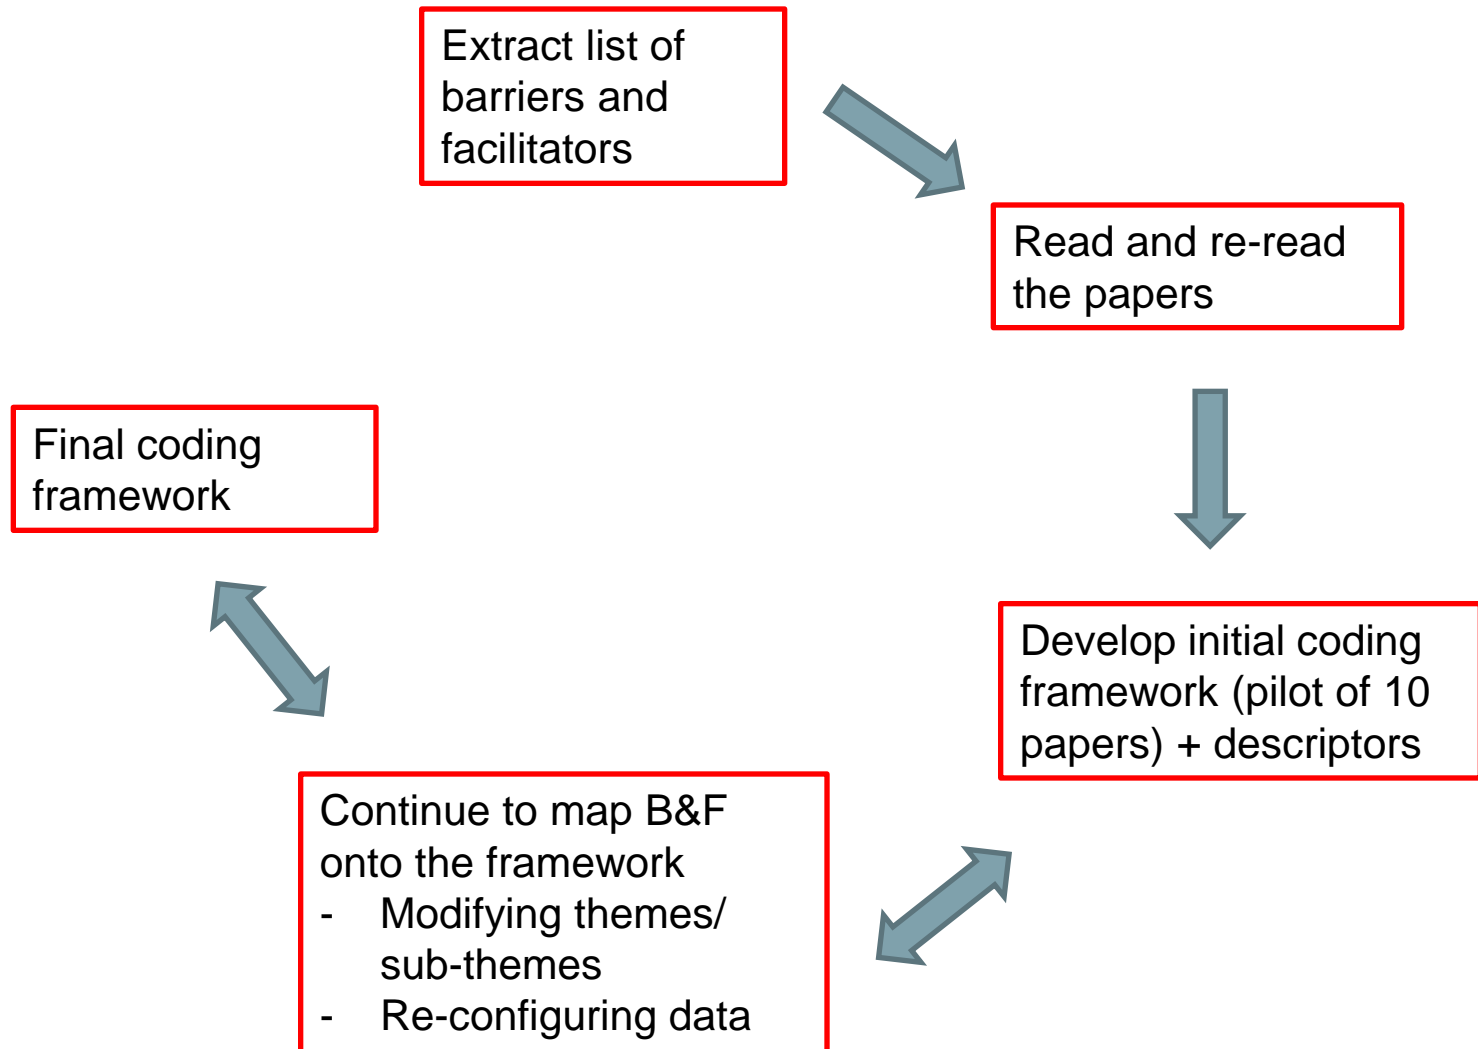 Extract list of
barriers and
facilitators
Read and re-read
the papers
Develop initial coding
framework (pilot of 10
papers) + descriptors
Continue to map B&F
onto the framework
- Modifying themes/
sub-themes
- Re-configuring data
Final coding
framework